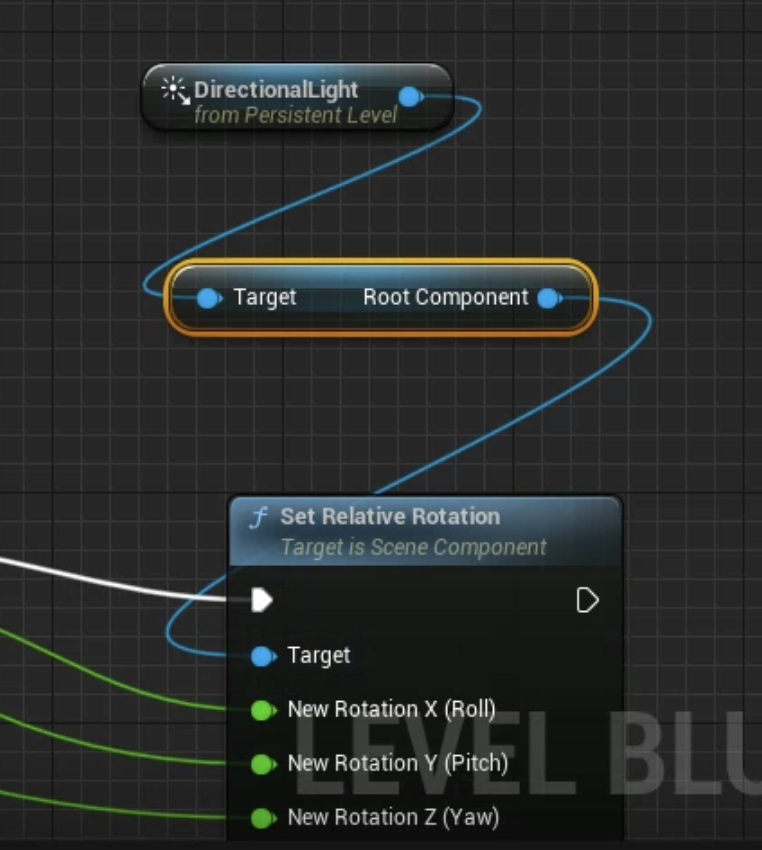 DirectionalLight
from Persistent Level
Target Root Component
f Set Relative Rotation
Target is Scene Component
Target
New Rotation X (Roll)
New Rotation Y (Pitch)
LEVEL BLU
New Rotation Z (Yaw)